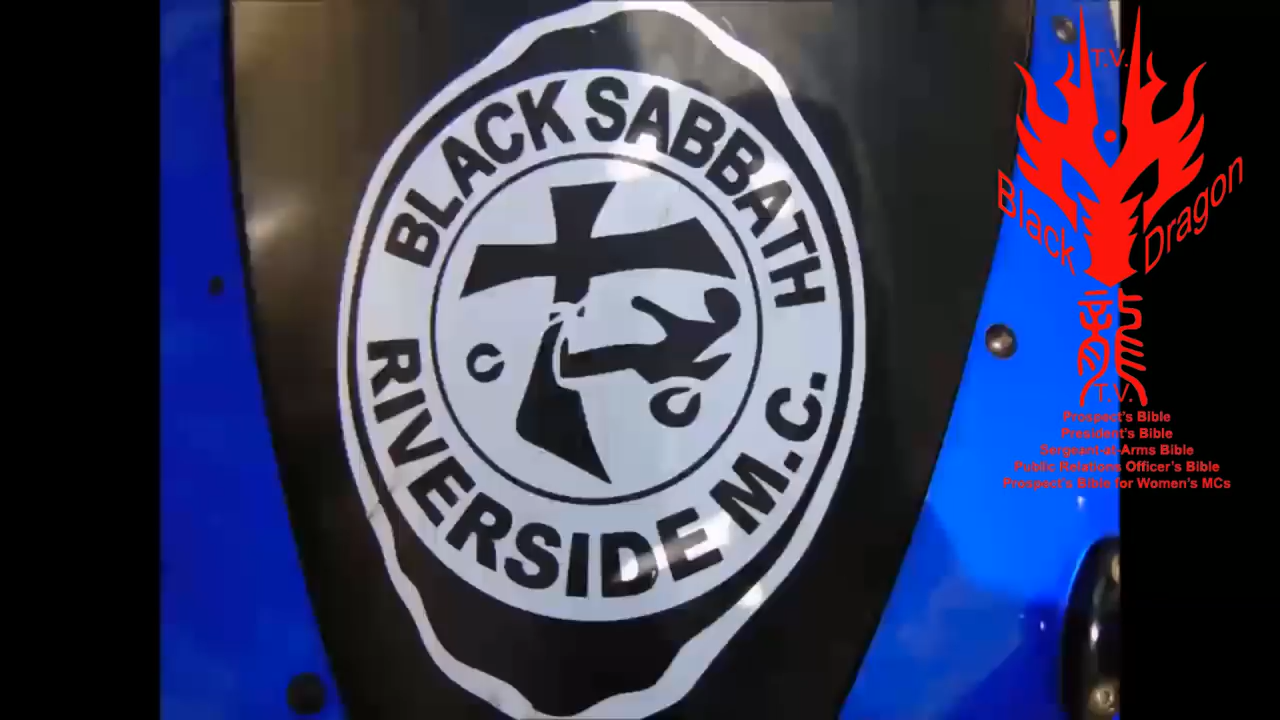 BLACK SABBATH
RIVERSIDE M.C.
T.V.
Black Dragon
T.V.
Prospect's Bible
President's Bible
Sergeant-at-Arms Bible
Public Relations Officer's Bible
Prospect's Bible for Women's MCs